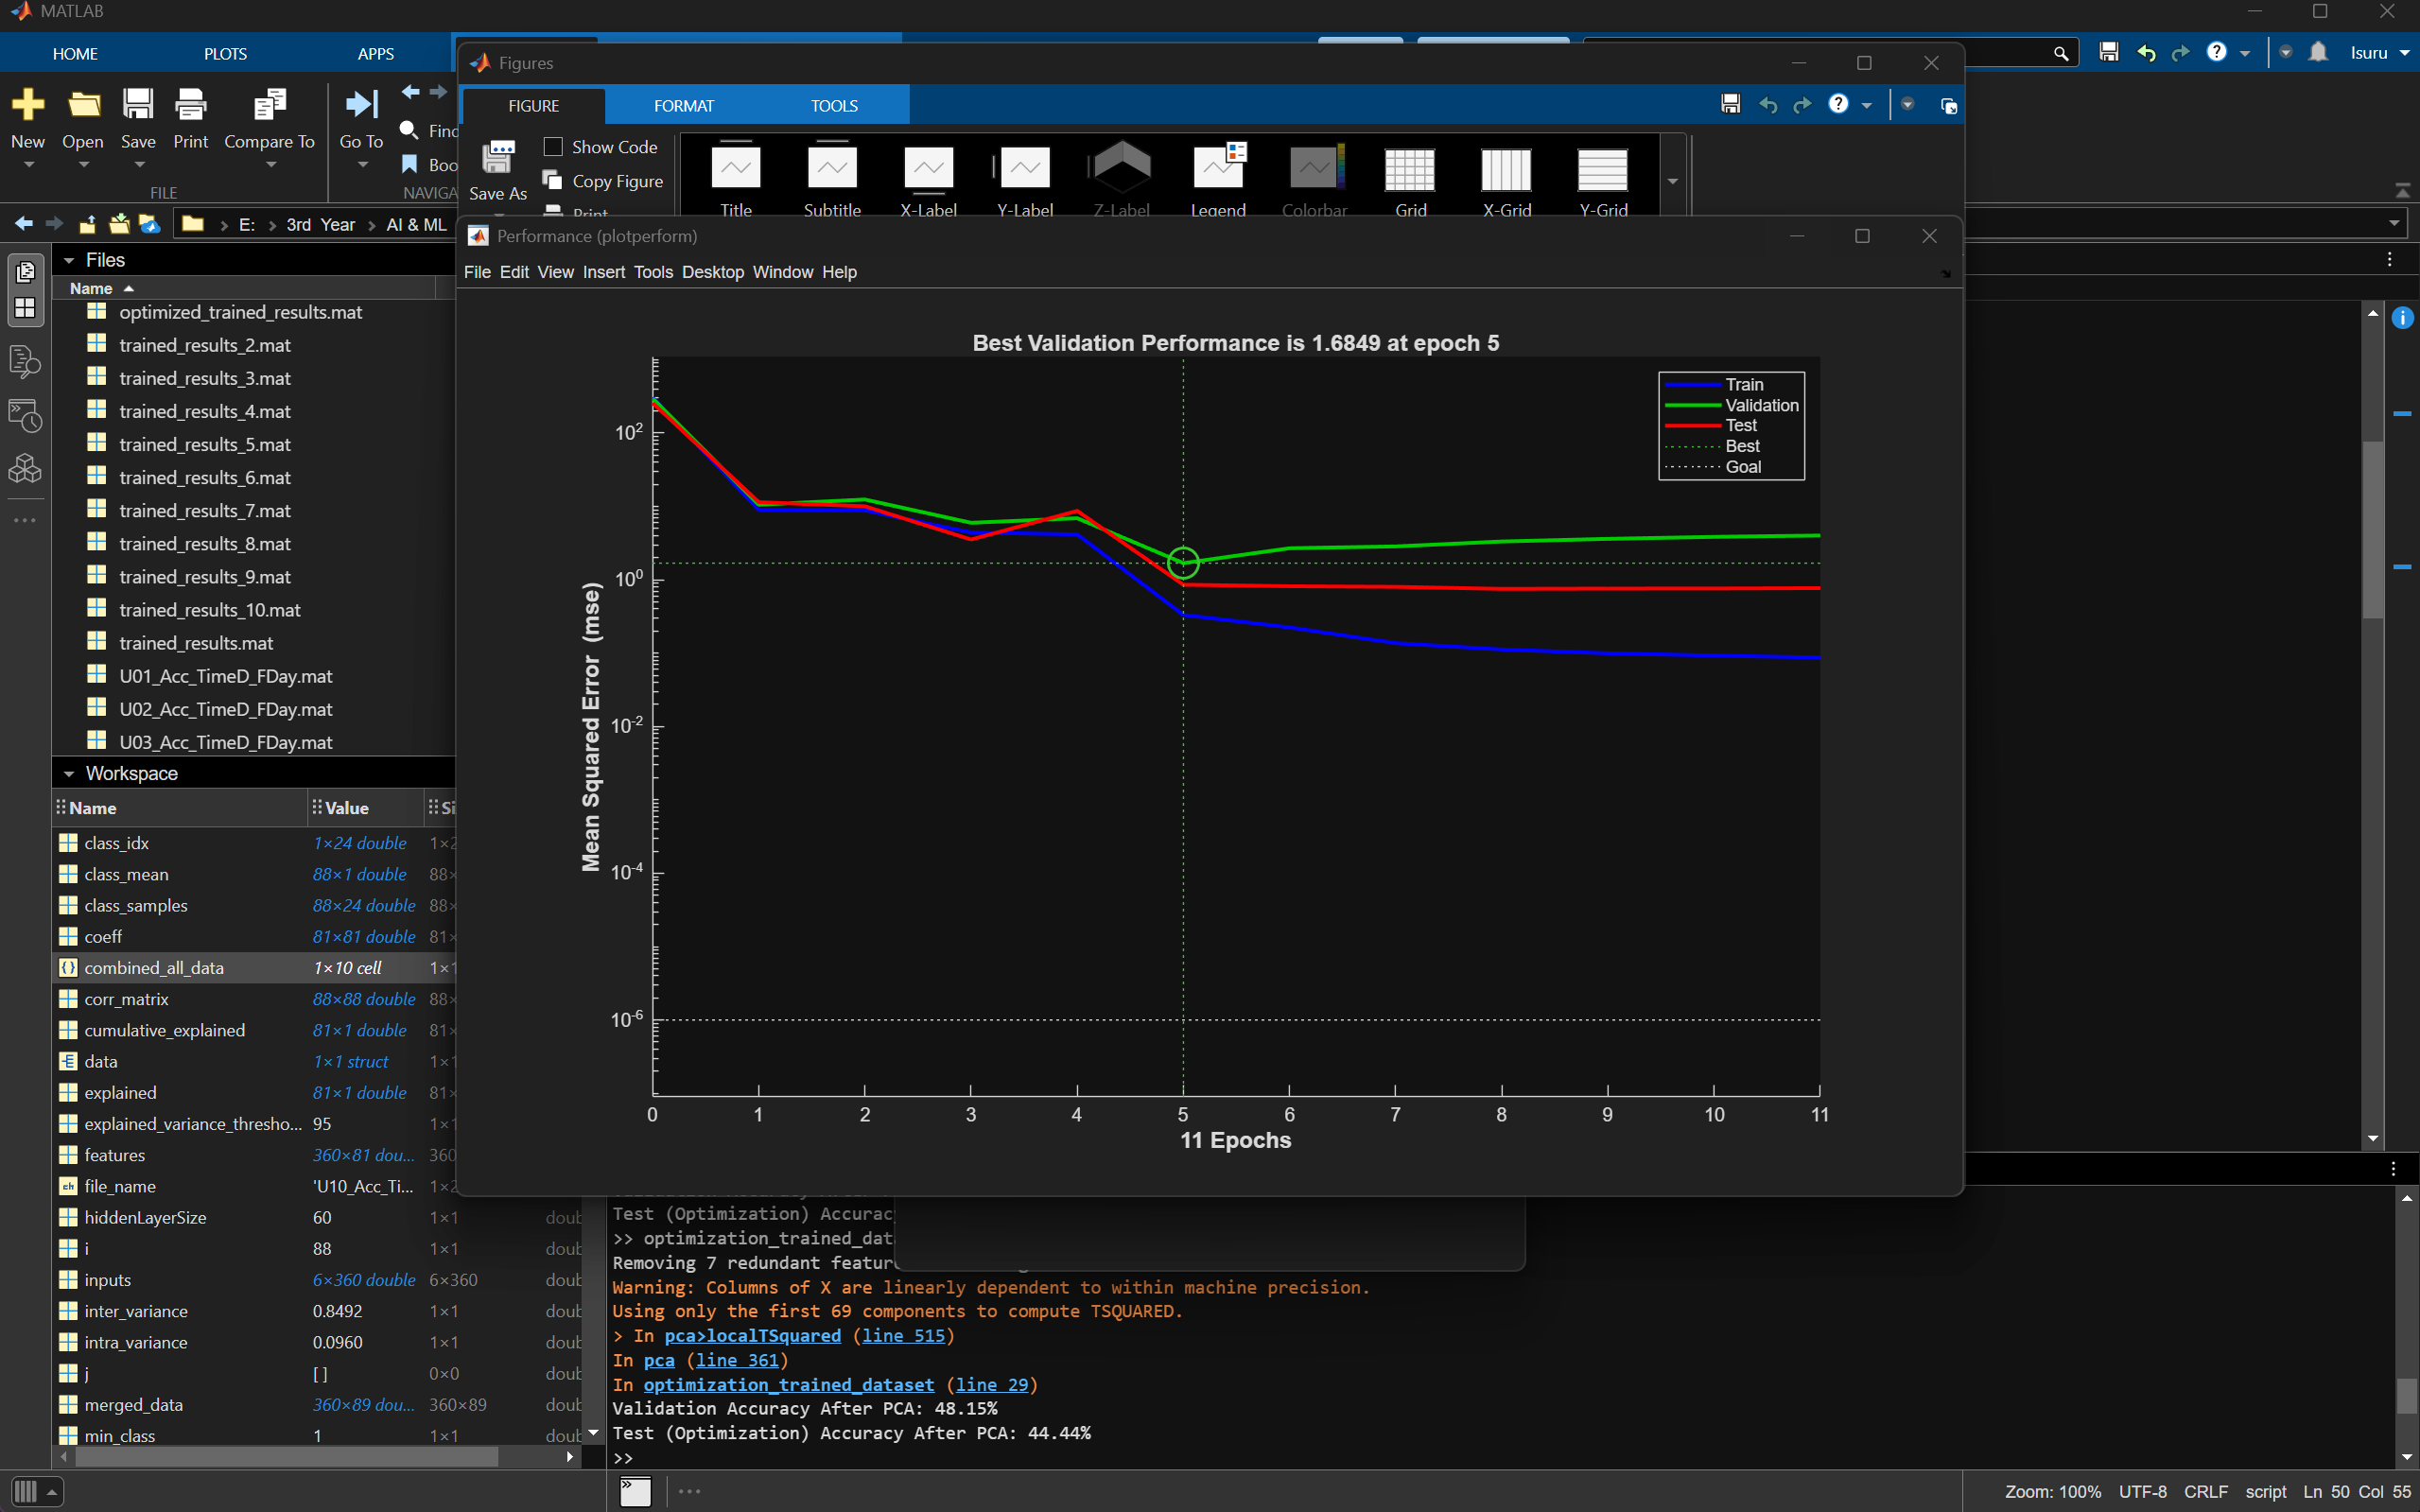 MATLAB
HOME PLOTS APPS
Isuru
New Open Save Print Compare To Go To Find
FILE
Figures
FIGURE FORMAT TOOLS
Save As
Show Code
Copy Figure
Print
Title Subtitle X-Label Y-Label Z-Label Legend Colorbar Grid X-Grid Y-Grid
E: > 3rd Year > AI & ML
Files
Name
optimized_trained_results.mat
trained_results_2.mat
trained_results_3.mat
trained_results_4.mat
trained_results_5.mat
trained_results_6.mat
trained_results_7.mat
trained_results_8.mat
trained_results_9.mat
trained_results_10.mat
trained_results.mat
U01_Acc_TimeD_FDay.mat
U02_Acc_TimeD_FDay.mat
U03_Acc_TimeD_FDay.mat
Workspace
Name Value Si
class_idx 1×24 double 1×2
class_mean 88×1 double 88×
class_samples 88×24 double 88×
coeff 81×81 double 81×
combined_all_data 1×10 cell 1×1
corr_matrix 88×88 double 88×
cumulative_explained 81×1 double 81×
data 1×1 struct 1×1
explained 81×1 double 81×
explained_variance_thresho... 95 1×1
features 360×81 dou... 360
file_name 'U10_Acc_Ti... 1×2
hiddenLayerSize 60 1×1 doub
i 88 1×1 doub
inputs 6×360 double 6×360 doub
inter_variance 0.8492 1×1 doub
intra_variance 0.0960 1×1 doub
j [] 0×0 doub
merged_data 360×89 dou... 360×89 doub
min_class 1 1×1 doub
Performance (plotperform)
File Edit View Insert Tools Desktop Window Help
Best Validation Performance is 1.6849 at epoch 5
Train
Validation
Test
Best
Goal
Mean Squared Error (mse)
10²
10⁰
10⁻²
10⁻⁴
10⁻⁶
0 1 2 3 4 5 6 7 8 9 10 11
11 Epochs
Test (Optimization) Accurac
>> optimization_trained_dat
Removing 7 redundant featur
Warning: Columns of X are linearly dependent to within machine precision.
Using only the first 69 components to compute TSQUARED.
> In pca>localTSquared (line 515)
In pca (line 361)
In optimization_trained_dataset (line 29)
Validation Accuracy After PCA: 48.15%
Test (Optimization) Accuracy After PCA: 44.44%
>>
Zoom: 100% UTF-8 CRLF script Ln 50 Col 55